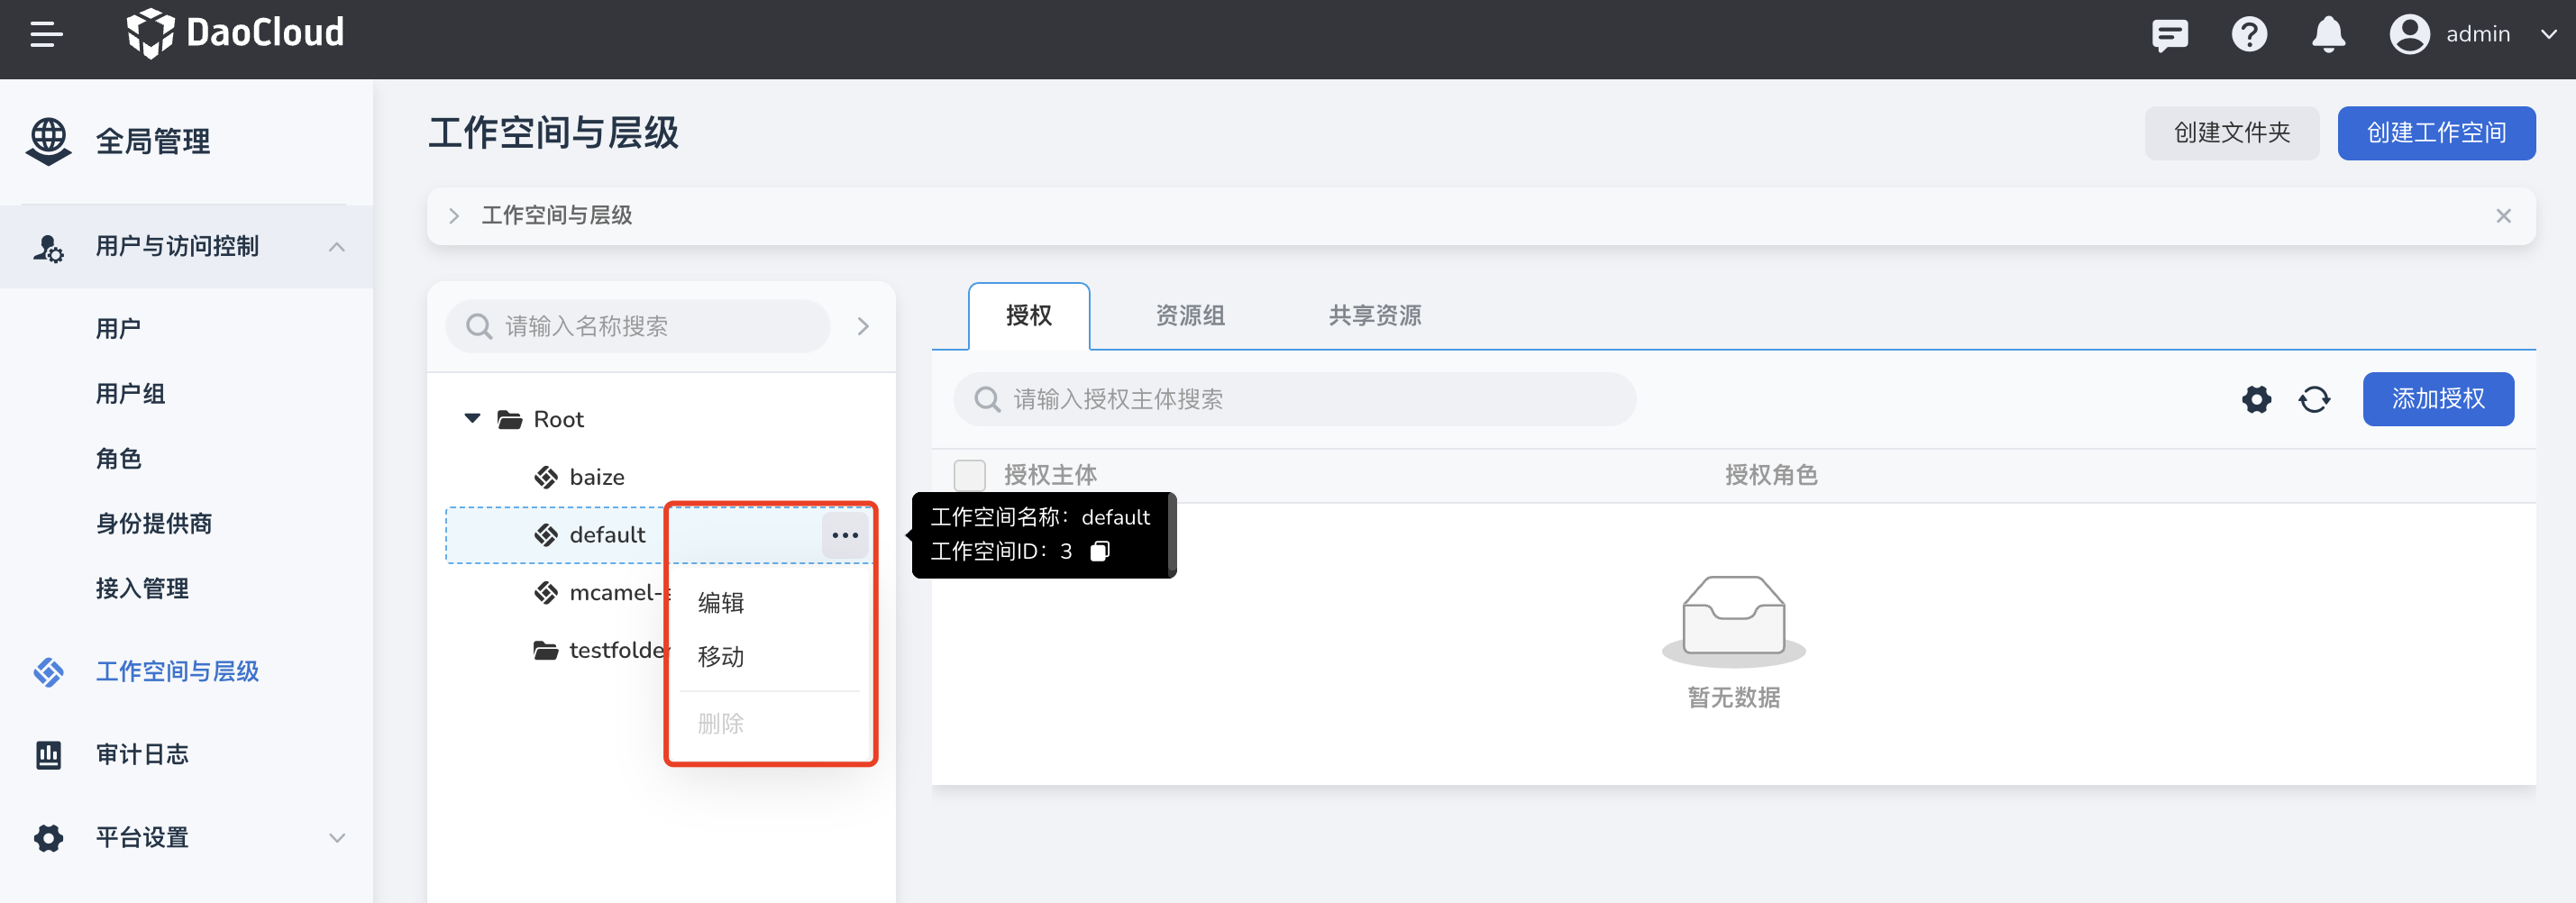 DaoCloud
admin
全局管理
用户与访问控制
用户
用户组
角色
身份提供商
接入管理
工作空间与层级
审计日志
平台设置
工作空间与层级
创建文件夹
创建工作空间
工作空间与层级
请输入名称搜索
Root
baize
default
mcamel-
testfolde
编辑
移动
删除
授权
资源组
共享资源
请输入授权主体搜索
添加授权
授权主体
授权角色
工作空间名称：default
工作空间ID：3
暂无数据